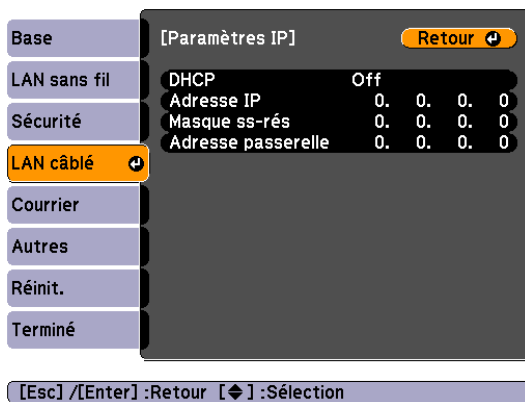 Base
LAN sans fil
Sécurité
LAN câblé
Courrier
Autres
Réinit.
Terminé
[Paramètres IP] Retour
DHCP Off
Adresse IP 0. 0. 0. 0
Masque ss-rés 0. 0. 0. 0
Adresse passerelle 0. 0. 0. 0
[Esc] /[Enter] :Retour [◆] :Sélection